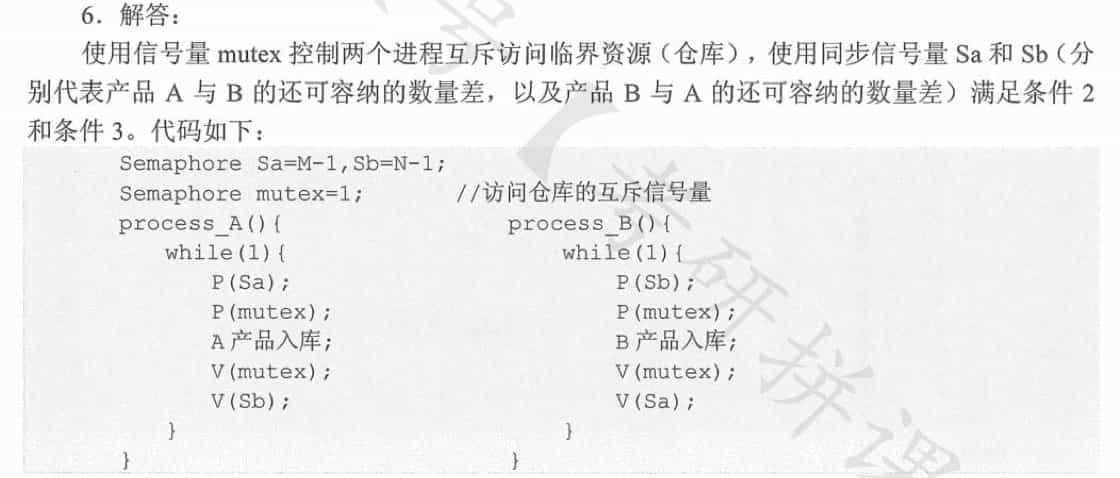 6．解答：
使用信号量 mutex 控制两个进程互斥访问临界资源（仓库），使用同步信号量 Sa 和 Sb（分
别代表产品 A 与 B 的还可容纳的数量差，以及产品 B 与 A 的还可容纳的数量差）满足条件 2
和条件 3。代码如下：
Semaphore Sa=M-1,Sb=N-1;
Semaphore mutex=1; //访问仓库的互斥信号量
process_A(){ process_B(){
while(1){ while(1){
P(Sa); P(Sb);
P(mutex); P(mutex);
A 产品入库; B 产品入库;
V(mutex); V(mutex);
V(Sb); V(Sa);
} }
} }
号【考研拼课